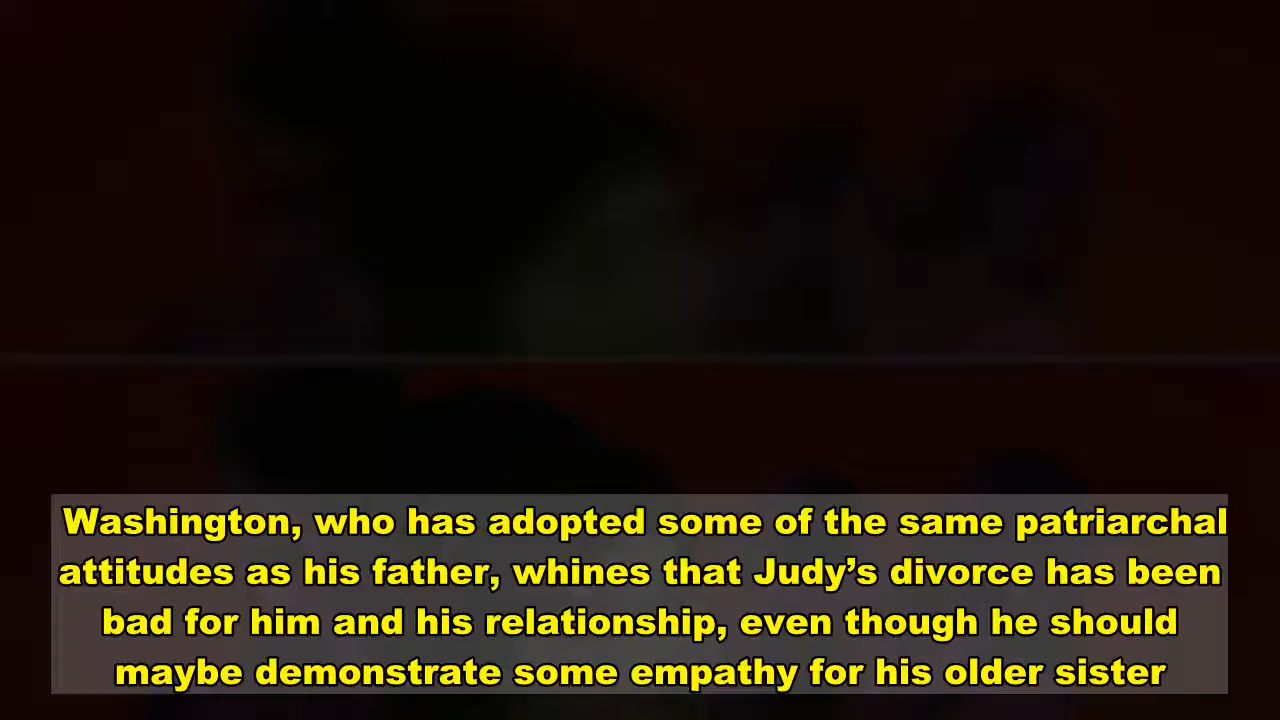 Washington, who has adopted some of the same patriarchal
attitudes as his father, whines that Judy’s divorce has been
bad for him and his relationship, even though he should
maybe demonstrate some empathy for his older sister